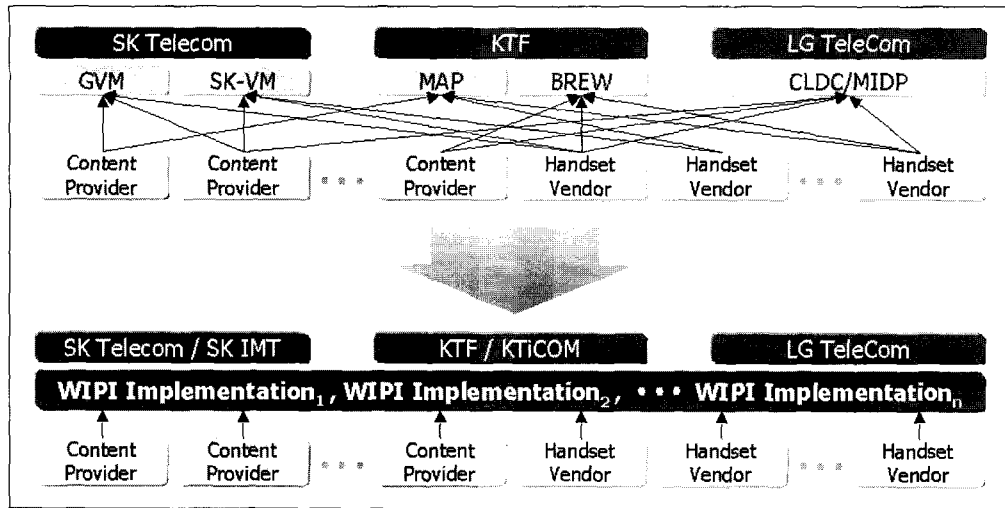 SK Telecom KTF LG TeleCom
GVM SK-VM MAP BREW CLDC/MIDP
Content Provider
Content Provider
...
Content Provider
Handset Vendor
Handset Vendor
...
Handset Vendor
SK Telecom / SK IMT KTF / KTiCOM LG TeleCom
WIPI Implementation1, WIPI Implementation2, ... WIPI Implementationn
Content Provider
Content Provider
...
Content Provider
Handset Vendor
Handset Vendor
...
Handset Vendor